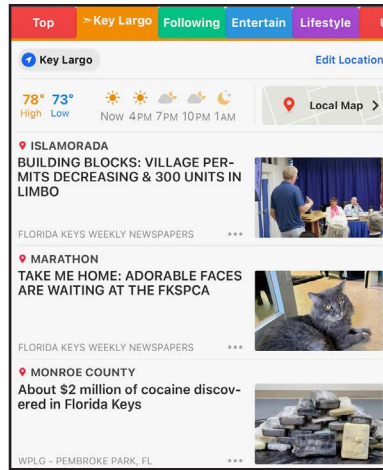 Top Key Largo Following Entertain Lifestyle
Key Largo Edit Location
78° 73°
High Low Now 4PM 7PM 10PM 1AM Local Map
ISLAMORADA
BUILDING BLOCKS: VILLAGE PER-
MITS DECREASING & 300 UNITS IN
LIMBO
FLORIDA KEYS WEEKLY NEWSPAPERS
MARATHON
TAKE ME HOME: ADORABLE FACES
ARE WAITING AT THE FKSPCA
FLORIDA KEYS WEEKLY NEWSPAPERS
MONROE COUNTY
About $2 million of cocaine discov-
ered in Florida Keys
WPLG - PEMBROKE PARK, FL